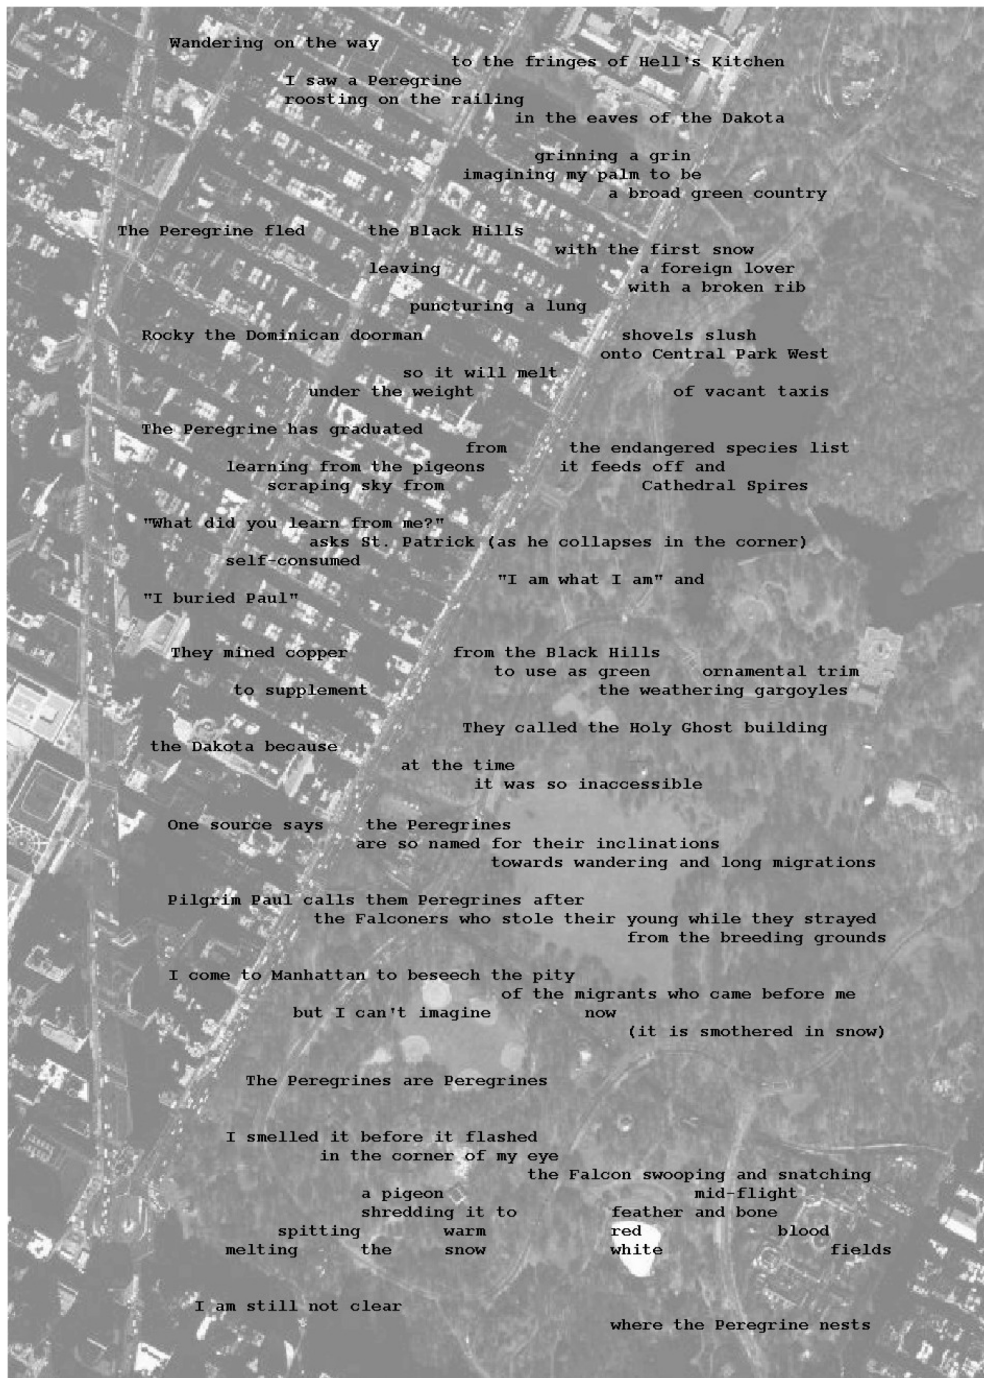 Wandering on the way
to the fringes of Hell's Kitchen
I saw a Peregrine
roosting on the railing
in the eaves of the Dakota
grinning a grin
imagining my palm to be
a broad green country
The Peregrine fled the Black Hills
with the first snow
leaving a foreign lover
with a broken rib
puncturing a lung
Rocky the Dominican doorman shovels slush
onto Central Park West
so it will melt
under the weight of vacant taxis
The Peregrine has graduated
from the endangered species list
learning from the pigeons it feeds off and
scraping sky from Cathedral Spires
"What did you learn from me?"
asks St. Patrick (as he collapses in the corner)
self-consumed
"I am what I am" and
"I buried Paul"
They mined copper from the Black Hills
to use as green ornamental trim
to supplement the weathering gargoyles
They called the Holy Ghost building
the Dakota because
at the time
it was so inaccessible
One source says the Peregrines
are so named for their inclinations
towards wandering and long migrations
Pilgrim Paul calls them Peregrines after
the Falconers who stole their young while they strayed
from the breeding grounds
I come to Manhattan to beseech the pity
of the migrants who came before me
but I can't imagine now
(it is smothered in snow)
The Peregrines are Peregrines
I smelled it before it flashed
in the corner of my eye
the Falcon swooping and snatching
a pigeon mid-flight
shredding it to feather and bone
spitting warm red blood
melting the snow white fields
I am still not clear
where the Peregrine nests